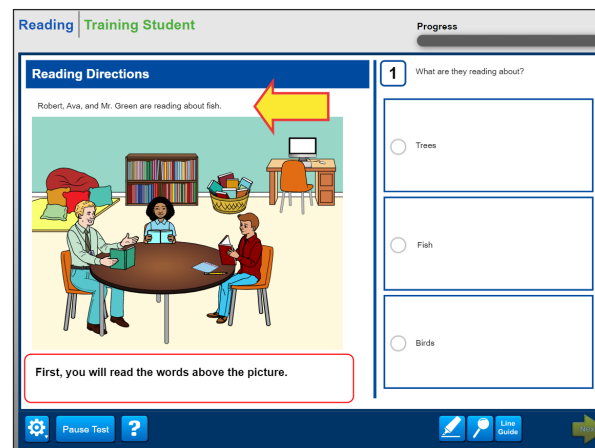 Reading Training Student
Progress
Reading Directions
Robert, Ava, and Mr. Green are reading about fish.
First, you will read the words above the picture.
1 What are they reading about?
Trees
Fish
Birds
Pause Test ?
Line
Guide